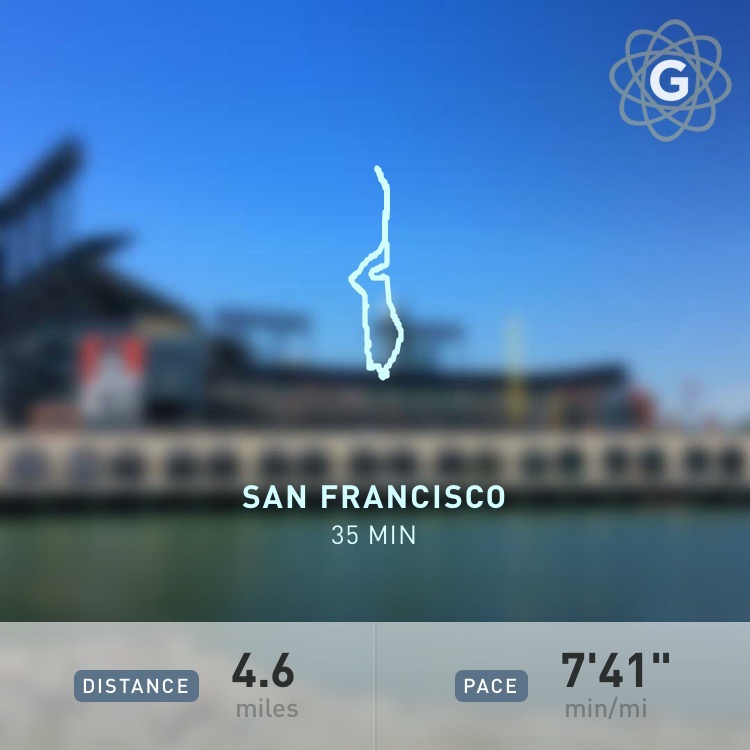 G
SAN FRANCISCO
35 MIN
DISTANCE 4.6 miles
PACE 7'41" min/mi